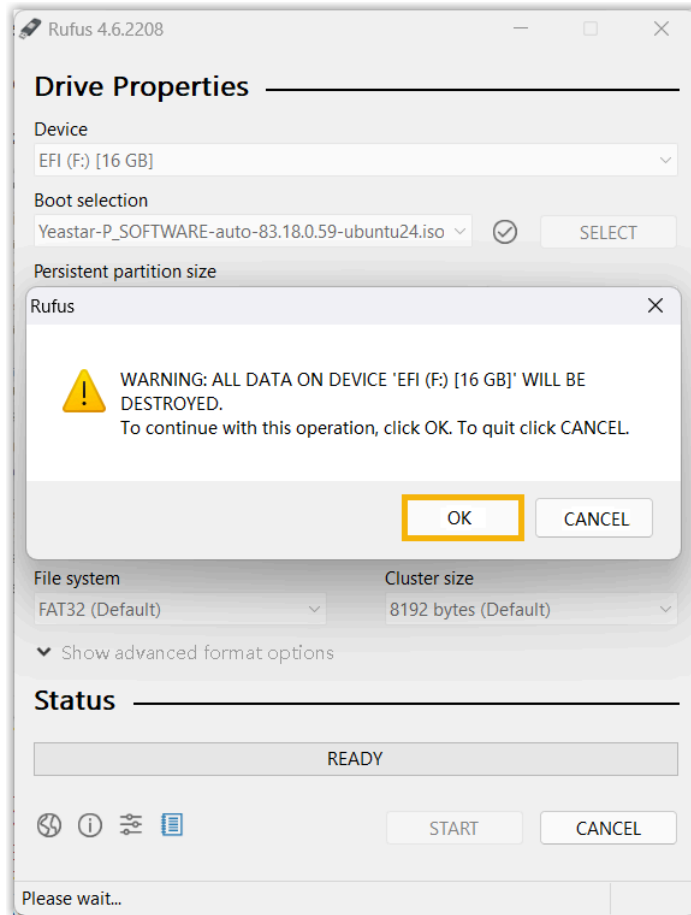 Rufus 4.6.2208
Drive Properties
Device
EFI (F:) [16 GB]
Boot selection
Yeastar-P_SOFTWARE-auto-83.18.0.59-ubuntu24.iso
SELECT
Persistent partition size
Rufus
WARNING: ALL DATA ON DEVICE 'EFI (F:) [16 GB]' WILL BE
DESTROYED.
To continue with this operation, click OK. To quit click CANCEL.
OK
CANCEL
File system
Cluster size
FAT32 (Default)
8192 bytes (Default)
Show advanced format options
Status
READY
START
CANCEL
Please wait...